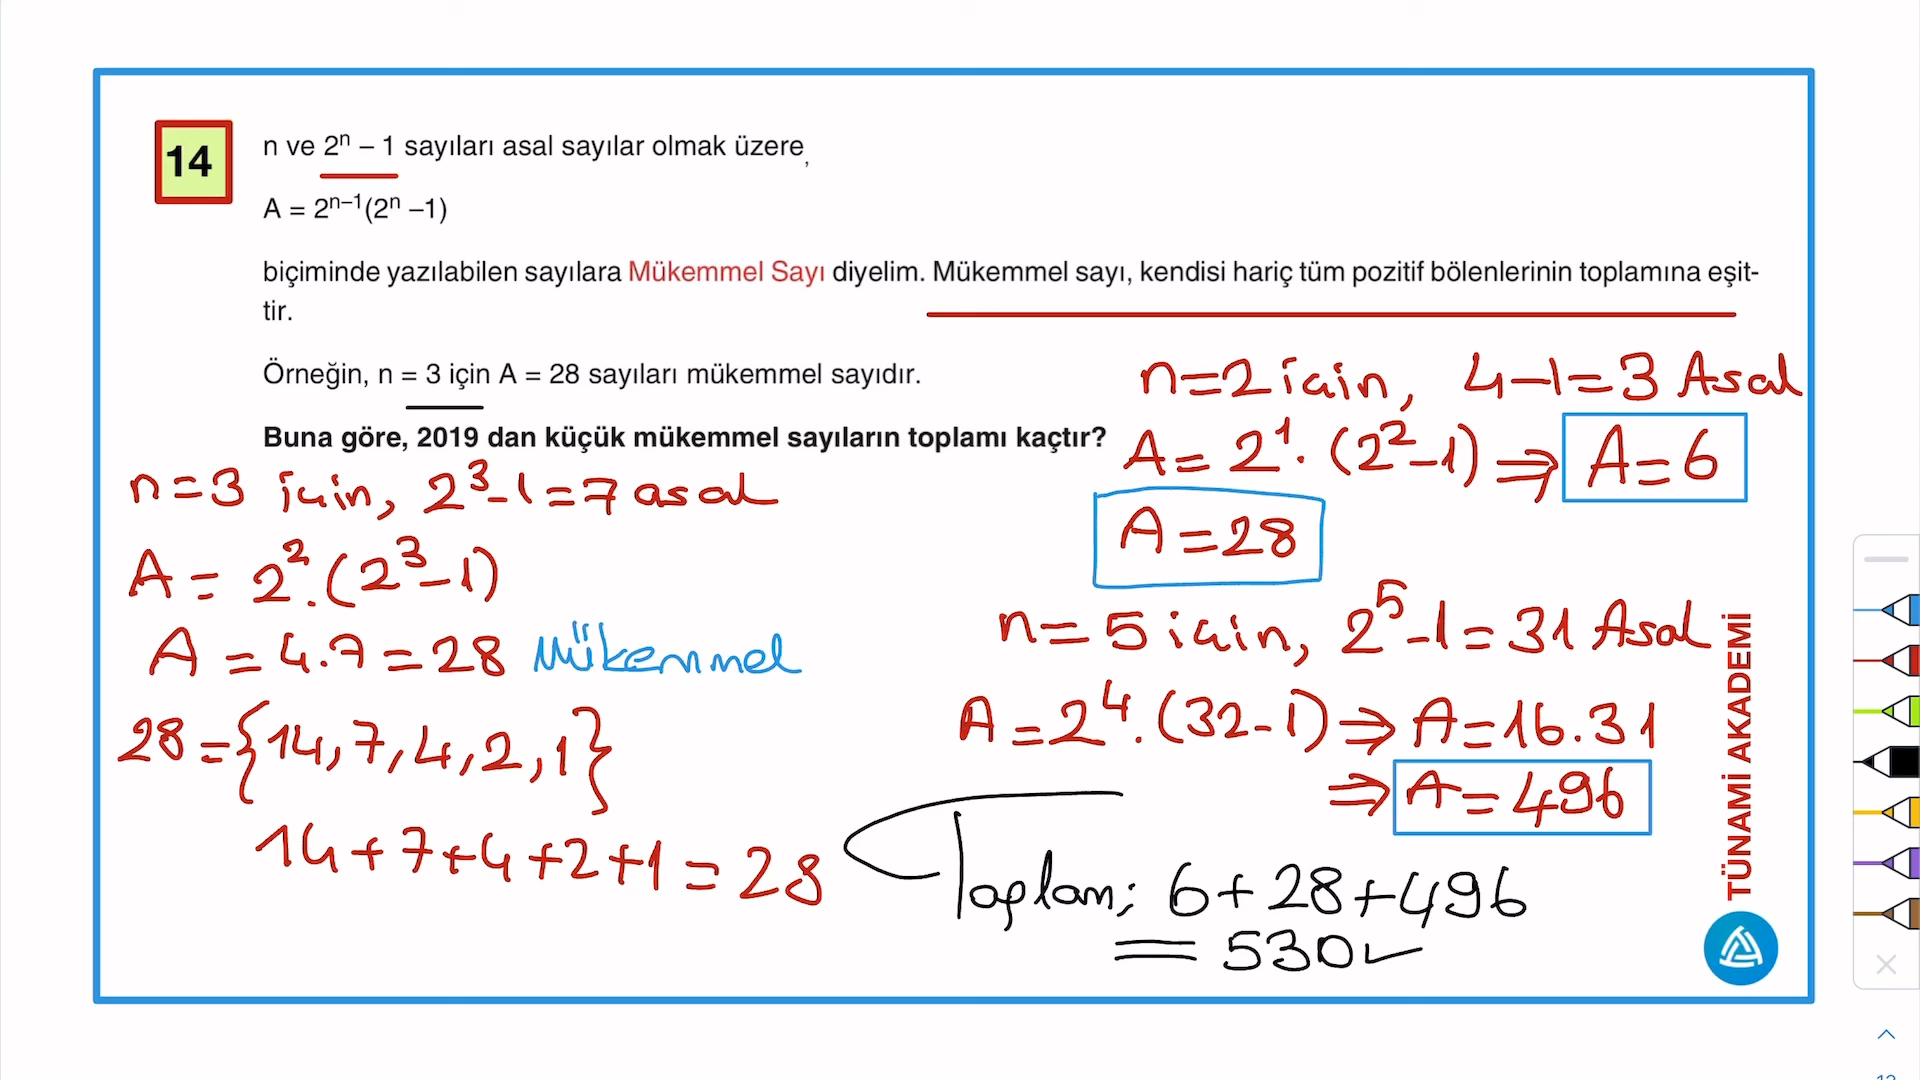 14
n ve 2ⁿ – 1 sayıları asal sayılar olmak üzere,
A = 2ⁿ⁻¹(2ⁿ –1)
biçiminde yazılabilen sayılara Mükemmel Sayı diyelim. Mükemmel sayı, kendisi hariç tüm pozitif bölenlerinin toplamına eşit-
tir.
Örneğin, n = 3 için A = 28 sayıları mükemmel sayıdır.
Buna göre, 2019 dan küçük mükemmel sayıların toplamı kaçtır?
n=3 için, 2³-1=7 asal
A = 2².(2³-1)
A = 4.7=28 Mükemmel
28={14,7,4,2,1}
14+7+4+2+1=28
n=2 için, 4-1=3 Asal
A=2¹.(2²-1) ⇒ A=6
A=28
n=5 için, 2⁵-1=31 Asal
A=2⁴.(32-1) ⇒ A=16.31
⇒ A=496
Toplam: 6+28+496
= 530
TÜNAMİ AKADEMİ